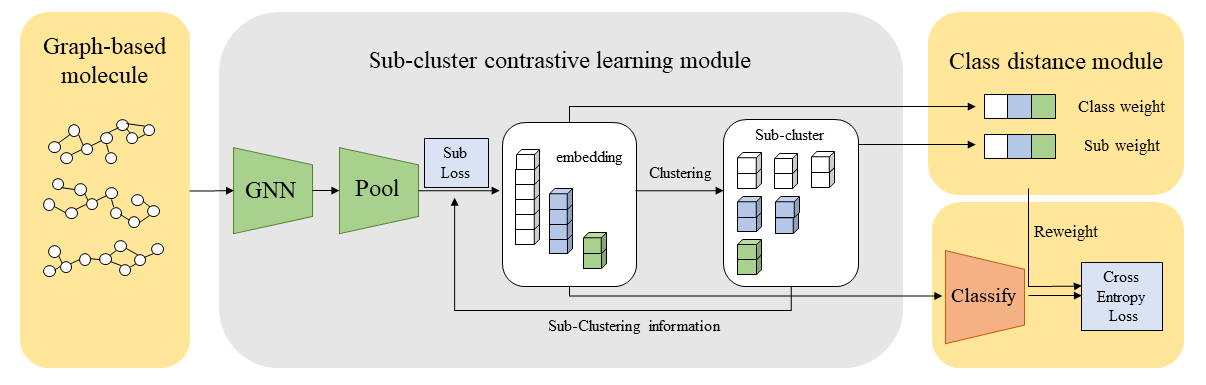 Graph-based
molecule
Sub-cluster contrastive learning module
GNN
Pool
Sub
Loss
embedding
Clustering
Sub-cluster
Sub-Clustering information
Class distance module
Class weight
Sub weight
Reweight
Classify
Cross
Entropy
Loss